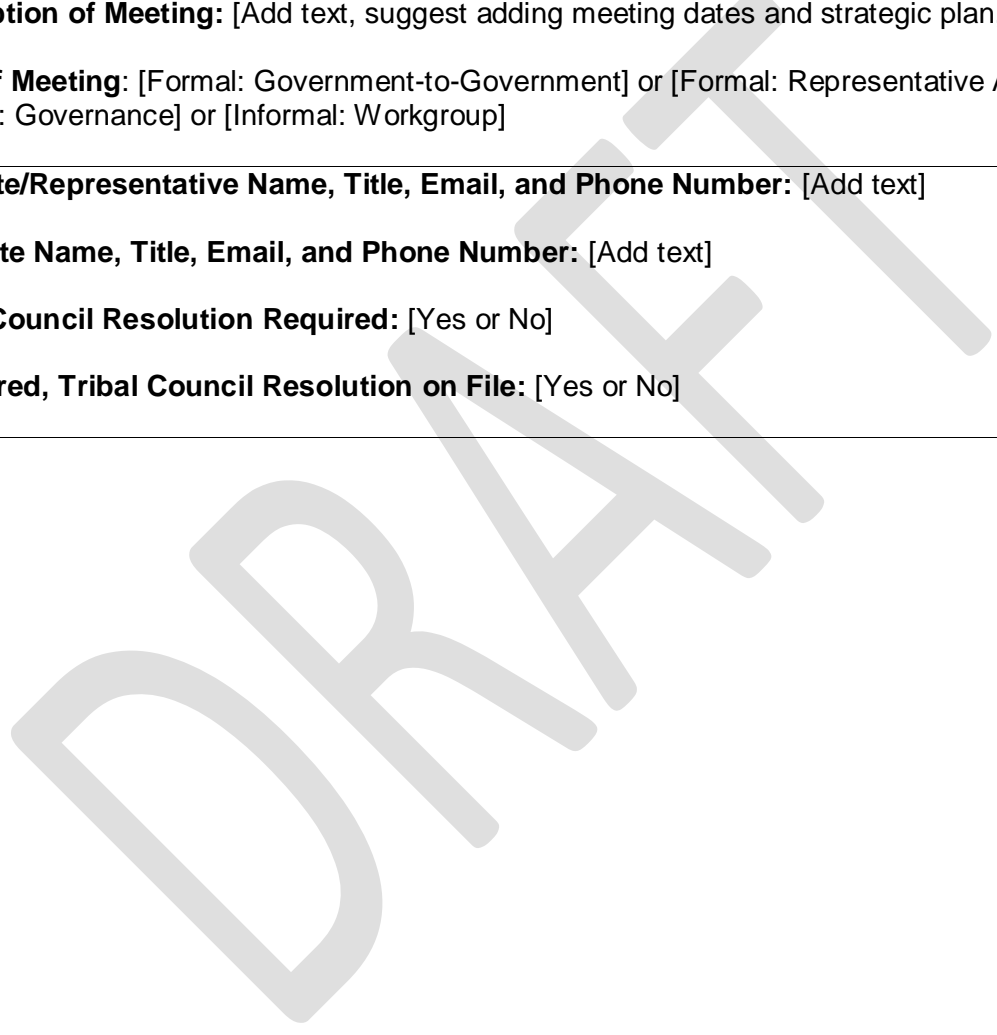 ption of Meeting: [Add text, suggest adding meeting dates and strategic plan
f Meeting: [Formal: Government-to-Government] or [Formal: Representative A
: Governance] or [Informal: Workgroup]
te/Representative Name, Title, Email, and Phone Number: [Add text]
te Name, Title, Email, and Phone Number: [Add text]
Council Resolution Required: [Yes or No]
red, Tribal Council Resolution on File: [Yes or No]
DRAFT